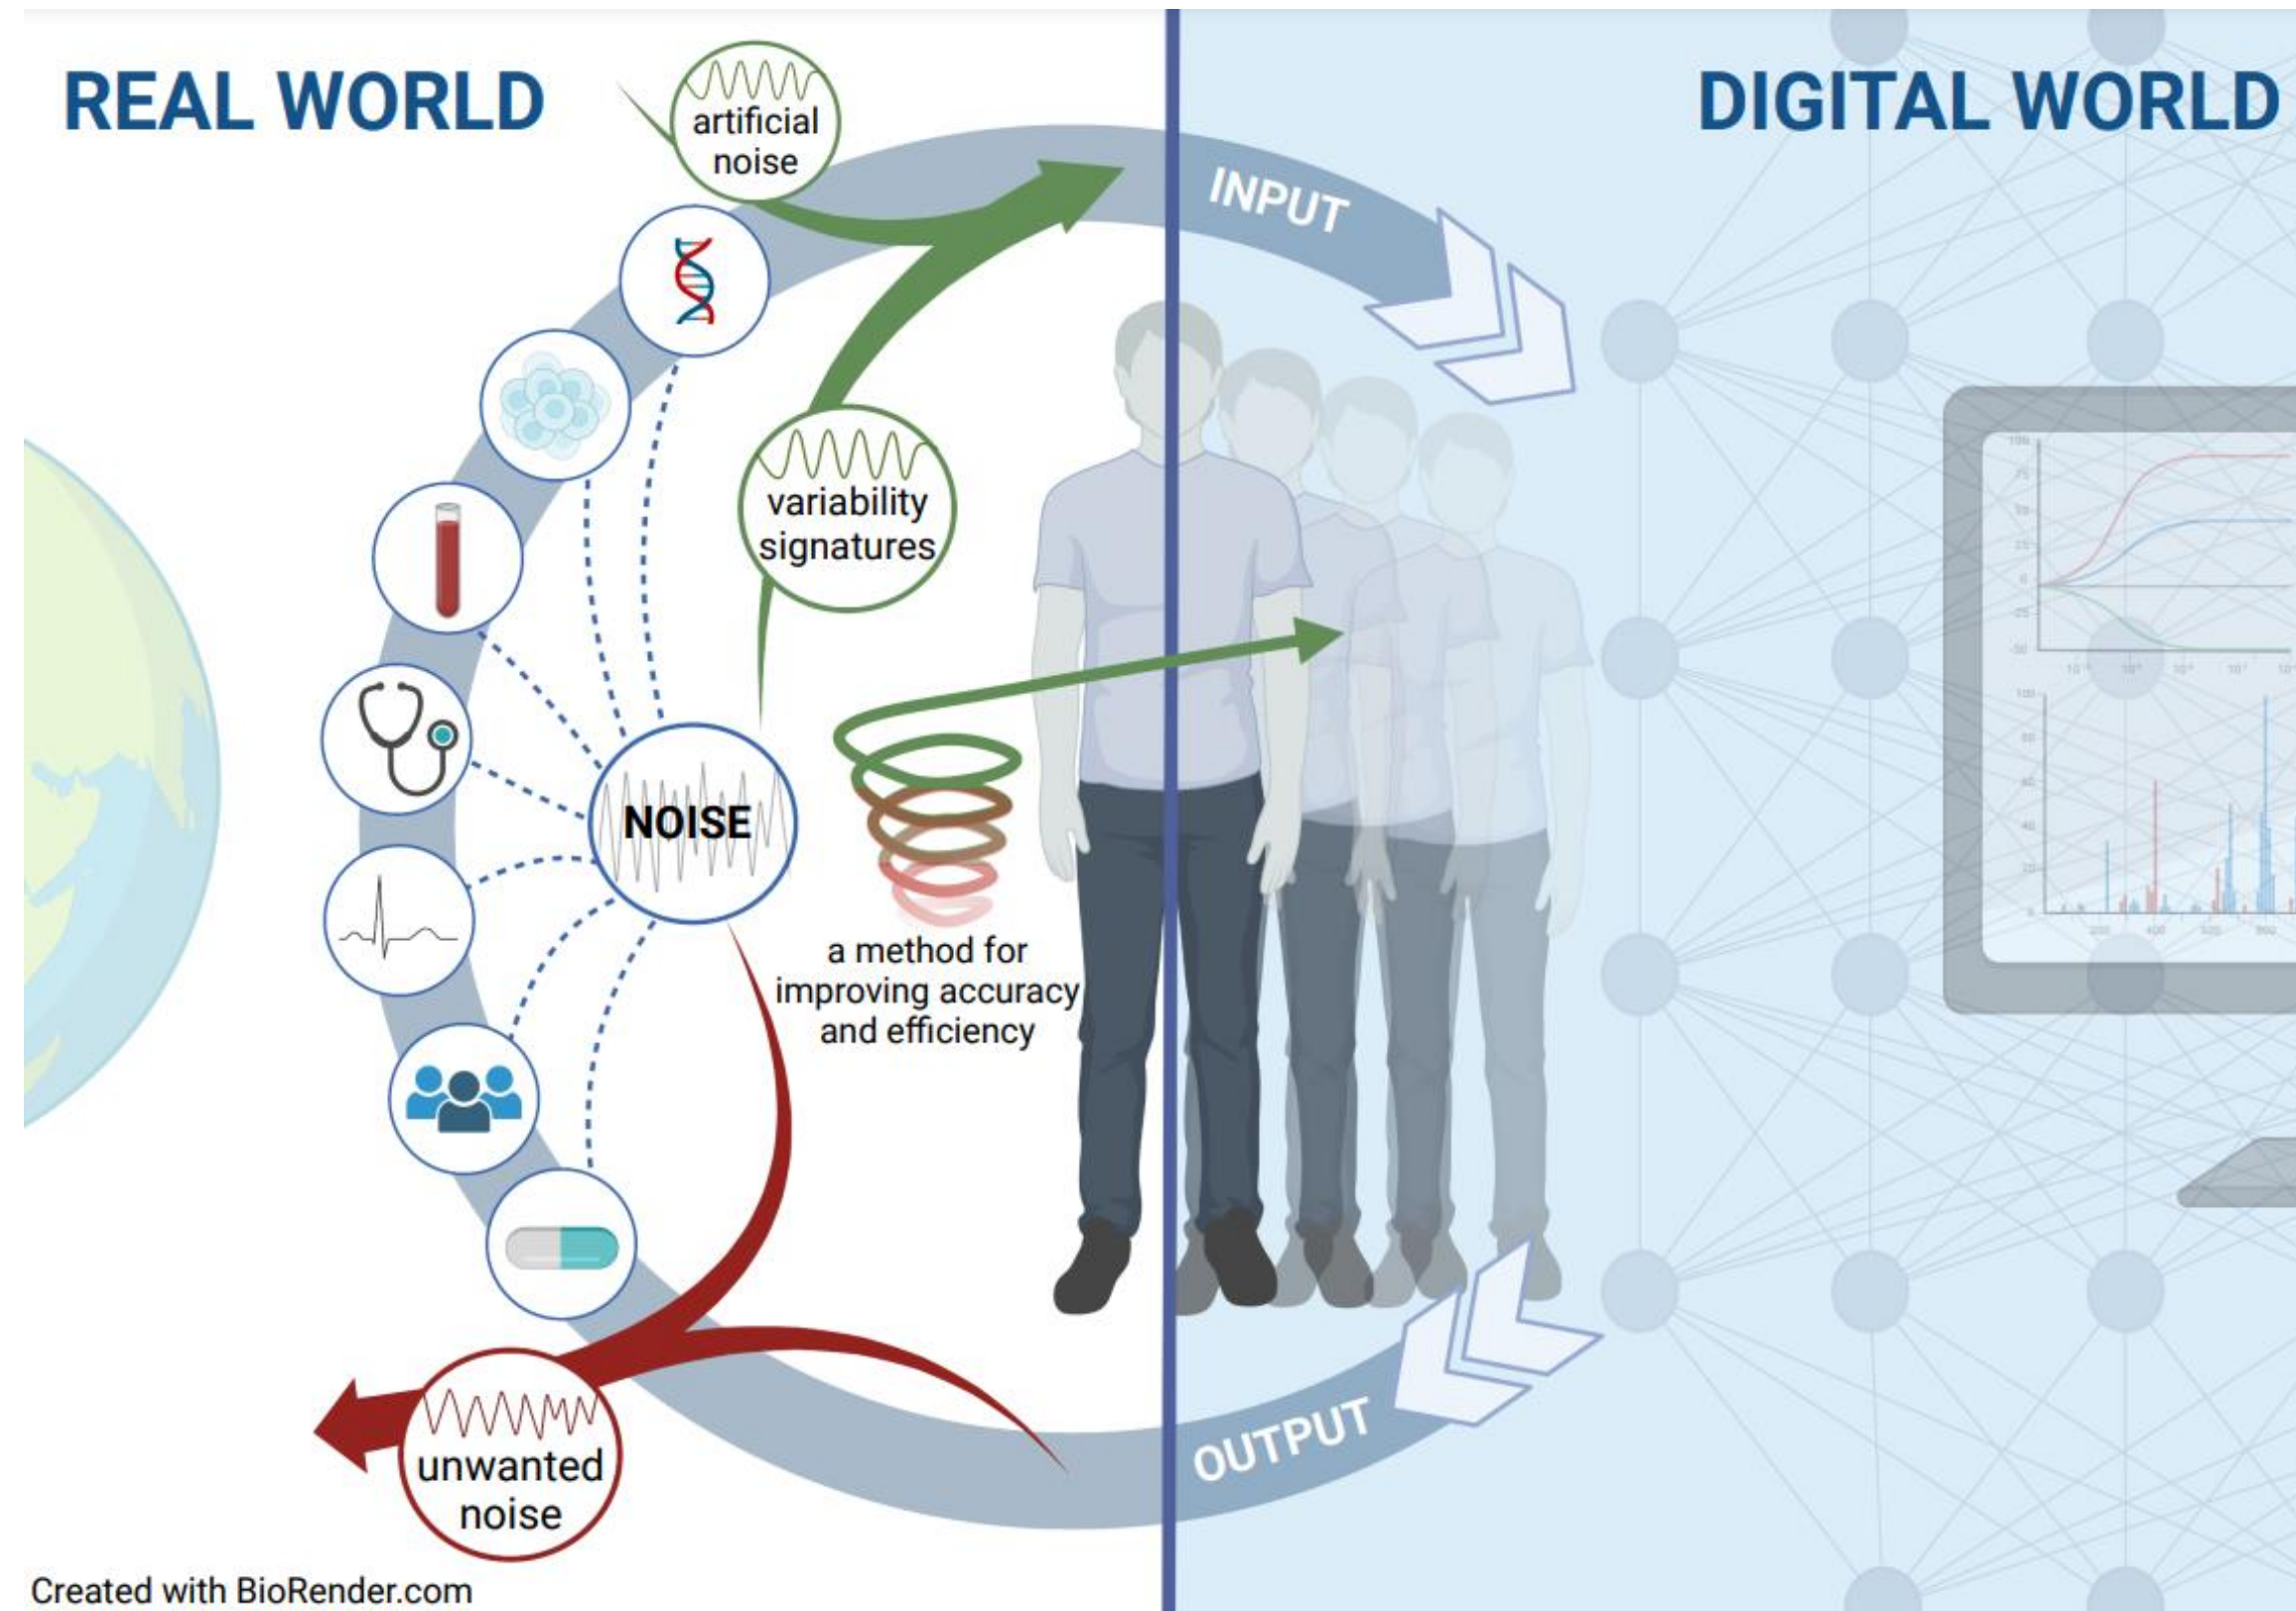 REAL WORLD
DIGITAL WORLD
artificial
noise
INPUT
variability
signatures
NOISE
a method for
improving accuracy
and efficiency
OUTPUT
unwanted
noise
Created with BioRender.com